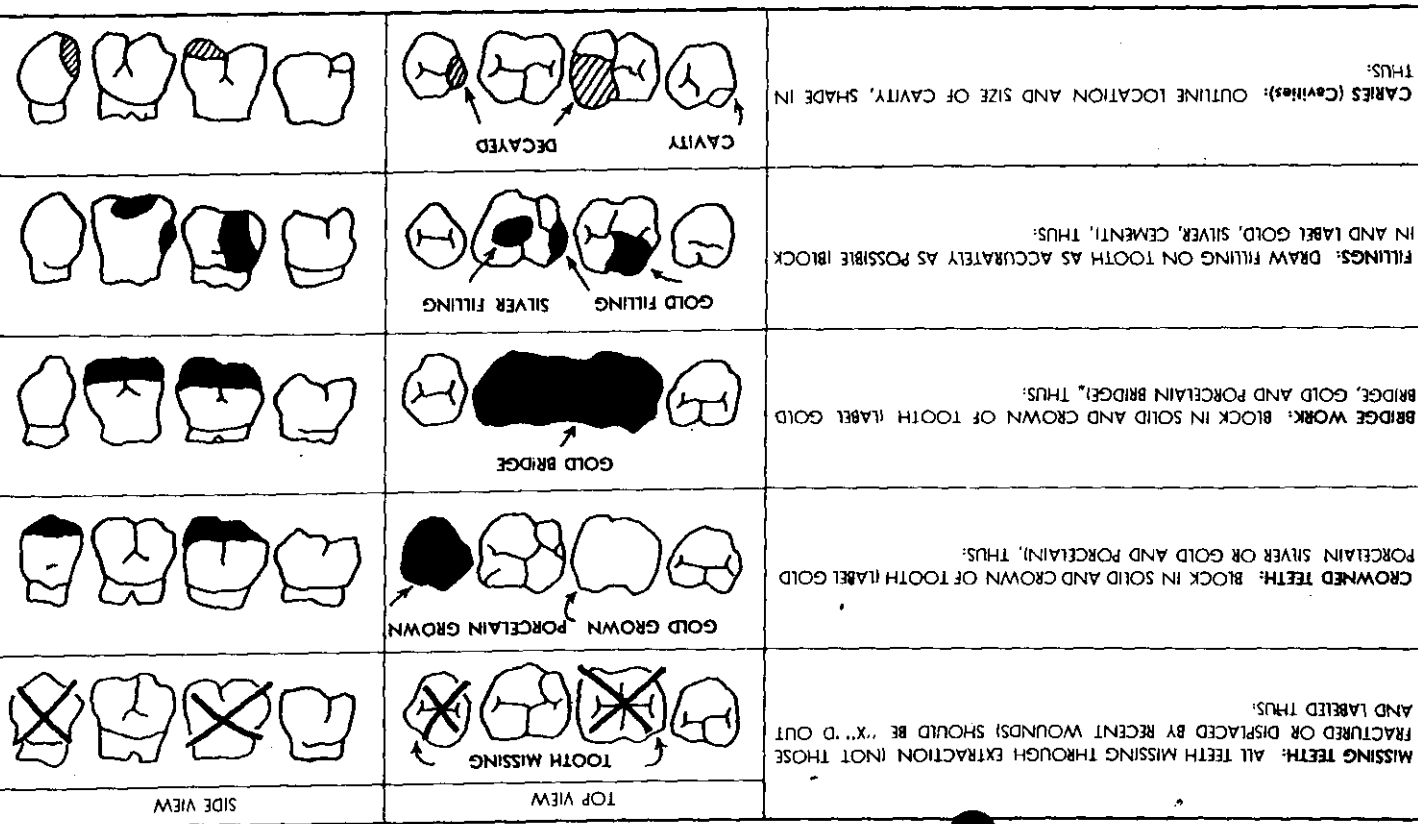 TOP VIEW
SIDE VIEW
MISSING TEETH: ALL TEETH MISSING THROUGH EXTRACTION (NOT THOSE
FRACTURED OR DISPLACED BY RECENT WOUNDS) SHOULD BE "X"'D OUT
AND LABELED THUS:
TOOTH MISSING
CROWNED TEETH: BLOCK IN SOLID AND CROWN OF TOOTH (LABEL GOLD
PORCELAIN SILVER OR GOLD AND PORCELAIN), THUS:
GOLD GROWN PORCELAIN GROWN
BRIDGE WORK: BLOCK IN SOLID AND CROWN OF TOOTH (LABEL GOLD
BRIDGE, GOLD AND PORCELAIN BRIDGE), THUS:
GOLD BRIDGE
FILLINGS: DRAW FILLING ON TOOTH AS ACCURATELY AS POSSIBLE (BLOCK
IN AND LABEL GOLD, SILVER, CEMENT), THUS:
GOLD FILLING SILVER FILLING
CARIES (Cavities): OUTLINE LOCATION AND SIZE OF CAVITY, SHADE IN
THUS:
CAVITY
DECAYED